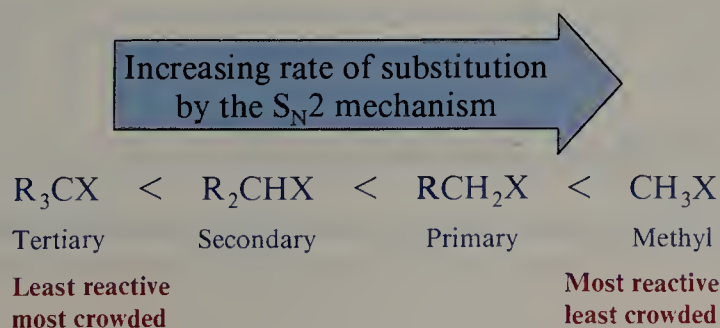 Increasing rate of substitution
by the SN2 mechanism
R3CX < R2CHX < RCH2X < CH3X
Tertiary Secondary Primary Methyl
Least reactive Most reactive
most crowded least crowded